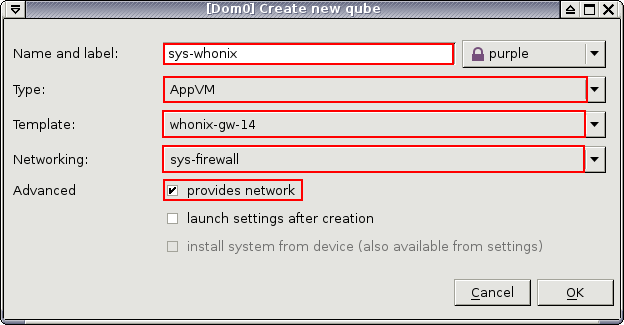 [Dom0] Create new qube
Name and label: sys-whonix purple
Type: AppVM
Template: whonix-gw-14
Networking: sys-firewall
Advanced provides network
launch settings after creation
install system from device (also available from settings)
Cancel OK